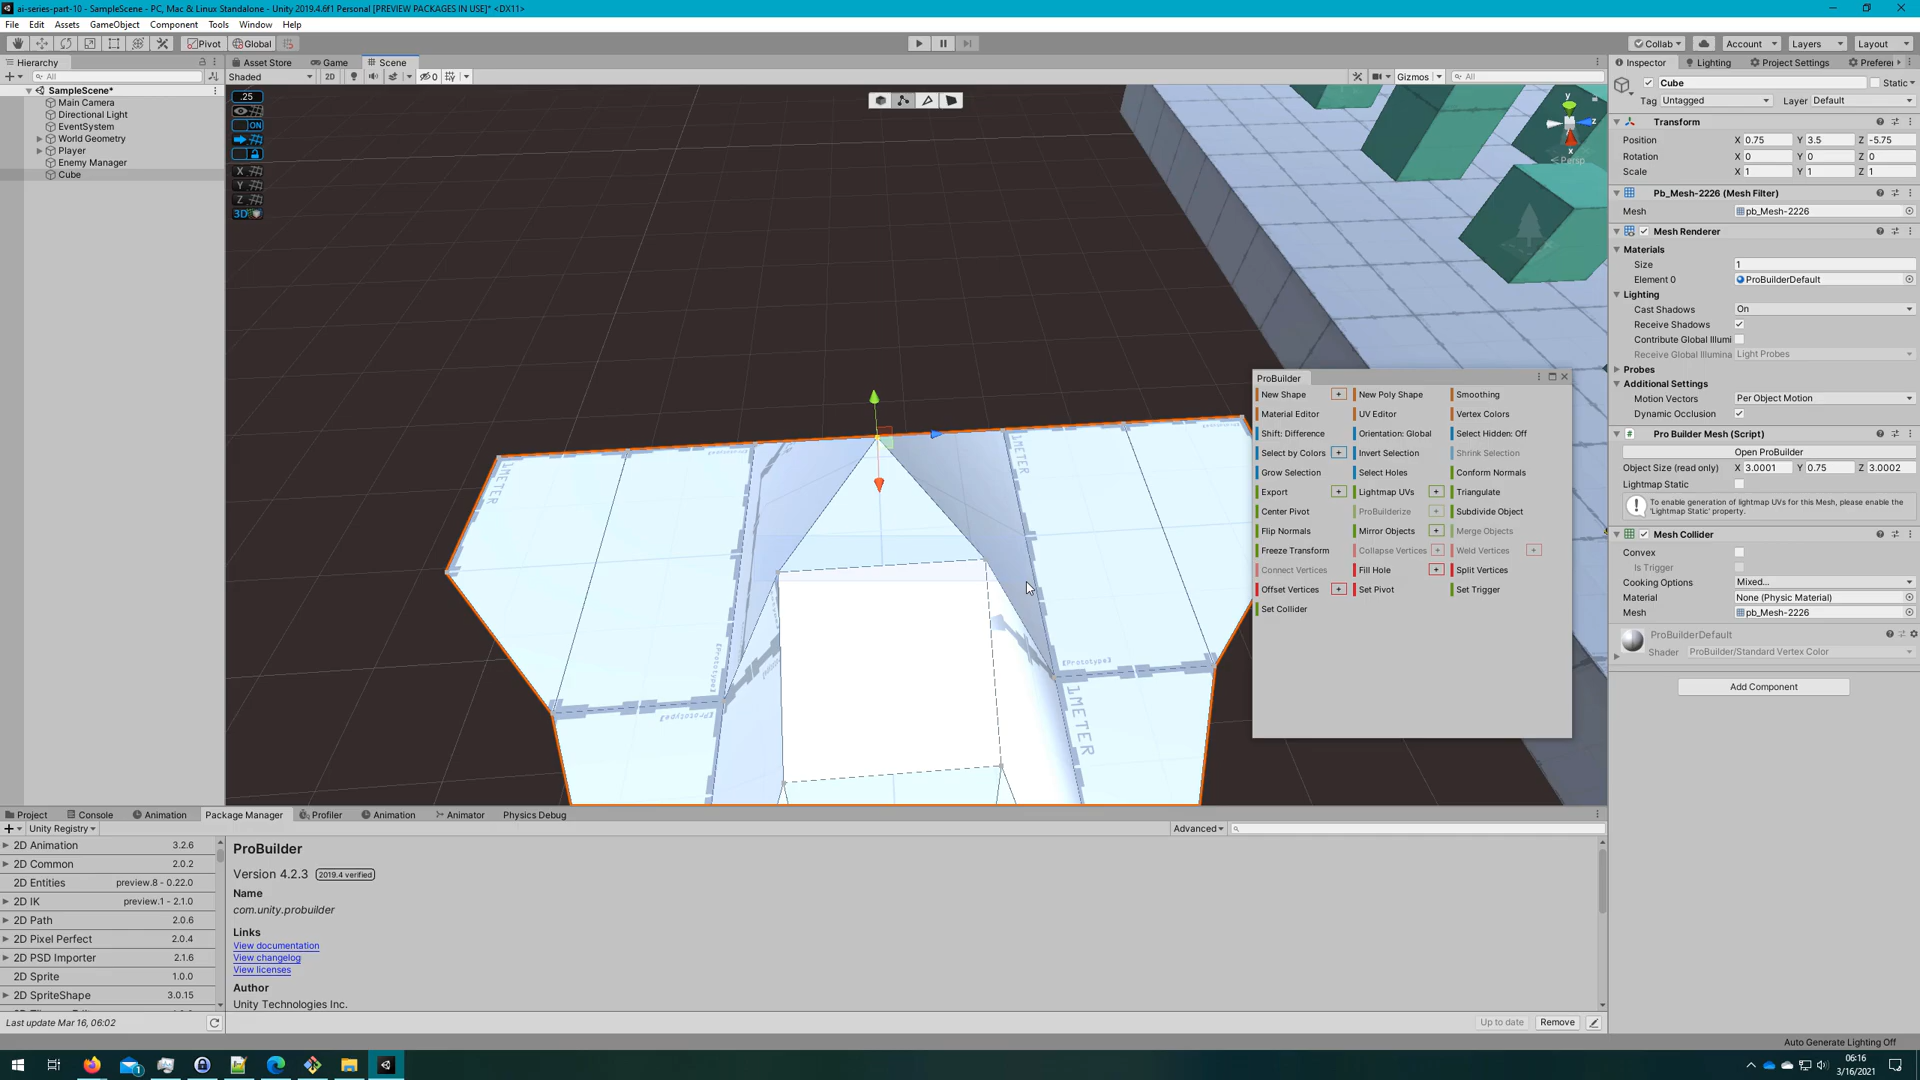 ai-series-part-10 - SampleScene - PC, Mac & Linux Standalone - Unity 2019.4.6f1 Personal [PREVIEW PACKAGES IN USE]* <DX11>
File Edit Assets GameObject Component Tools Window Help
Pivot Global Collab Account Layers Layout
Hierarchy Asset Store Game Scene Inspector Lighting Project Settings
All Shaded 2D 0 Gizmos All
SampleScene*
Main Camera
Directional Light
EventSystem
World Geometry
Player
Enemy Manager
Cube
.25
ON
X
Y
Z
3D
y
z
x
Persp
1METER
1METER
[Prototype]
[Prototype]
[Prototype]
1METER
ProBuilder
New Shape + New Poly Shape Smoothing
Material Editor UV Editor Vertex Colors
Shift: Difference Orientation: Global Select Hidden: Off
Select by Colors + Invert Selection Shrink Selection
Grow Selection Select Holes Conform Normals
Export + Lightmap UVs + Triangulate
Center Pivot ProBuilderize + Subdivide Object
Flip Normals Mirror Objects + Merge Objects
Freeze Transform Collapse Vertices + Weld Vertices +
Connect Vertices Fill Hole + Split Vertices
Offset Vertices + Set Pivot Set Trigger
Set Collider
Cube Static
Tag Untagged Layer Default
Transform
Position X 0.75 Y 3.5 Z -5.75
Rotation X 0 Y 0 Z 0
Scale X 1 Y 1 Z 1
Pb_Mesh-2226 (Mesh Filter)
Mesh pb_Mesh-2226
Mesh Renderer
Materials
Size 1
Element 0 ProBuilderDefault
Lighting
Cast Shadows On
Receive Shadows
Contribute Global Illumi
Receive Global Illumina Light Probes
Probes
Additional Settings
Motion Vectors Per Object Motion
Dynamic Occlusion
# Pro Builder Mesh (Script)
Open ProBuilder
Object Size (read only) X 3.0001 Y 0.75 Z 3.0002
Lightmap Static
To enable generation of lightmap UVs for this Mesh, please enable the
'Lightmap Static' property.
Mesh Collider
Convex
Is Trigger
Cooking Options Mixed...
Material None (Physic Material)
Mesh pb_Mesh-2226
ProBuilderDefault
Shader ProBuilder/Standard Vertex Color
Add Component
Project Console Animation Package Manager Profiler Animation Animator Physics Debug
Unity Registry Advanced
2D Animation 3.2.6
2D Common 2.0.2
2D Entities preview.8 - 0.22.0
2D IK preview.1 - 2.1.0
2D Path 2.0.6
2D Pixel Perfect 2.0.4
2D PSD Importer 2.1.6
2D Sprite 1.0.0
2D SpriteShape 3.0.15
Last update Mar 16, 06:02
ProBuilder
Version 4.2.3 2019.4 verified
Name
com.unity.probuilder
Links
View documentation
View changelog
View licenses
Author
Unity Technologies Inc.
Up to date Remove
Auto Generate Lighting Off
1
06:16
3/16/2021